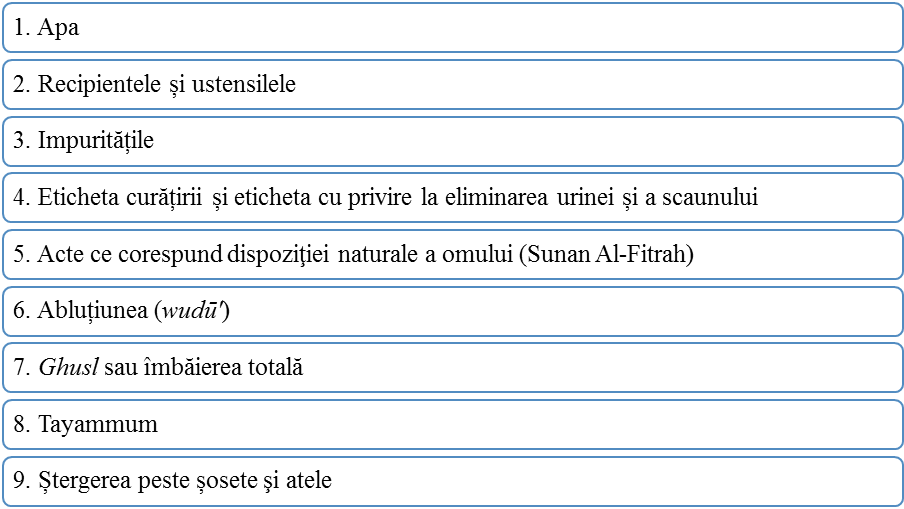 1. Apa
2. Recipientele și ustensilele
3. Impuritățile
4. Eticheta curățirii și eticheta cu privire la eliminarea urinei și a scaunului
5. Acte ce corespund dispoziţiei naturale a omului (Sunan Al-Fitrah)
6. Abluțiunea (wudū')
7. Ghusl sau îmbăierea totală
8. Tayammum
9. Ștergerea peste șosete şi atele